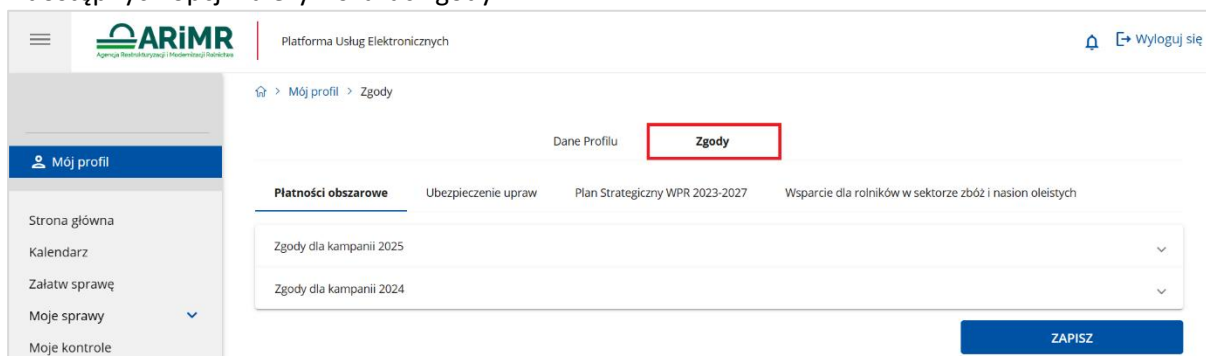 ARiMR
Agencja Restrukturyzacji i Modernizacji Rolnictwa
Platforma Usług Elektronicznych
Wyloguj się
> Mój profil > Zgody
Dane Profilu
Zgody
Mój profil
Płatności obszarowe
Ubezpieczenie upraw
Plan Strategiczny WPR 2023-2027
Wsparcie dla rolników w sektorze zbóż i nasion oleistych
Strona główna
Kalendarz
Załatw sprawę
Moje sprawy
Moje kontrole
Zgody dla kampanii 2025
Zgody dla kampanii 2024
ZAPISZ